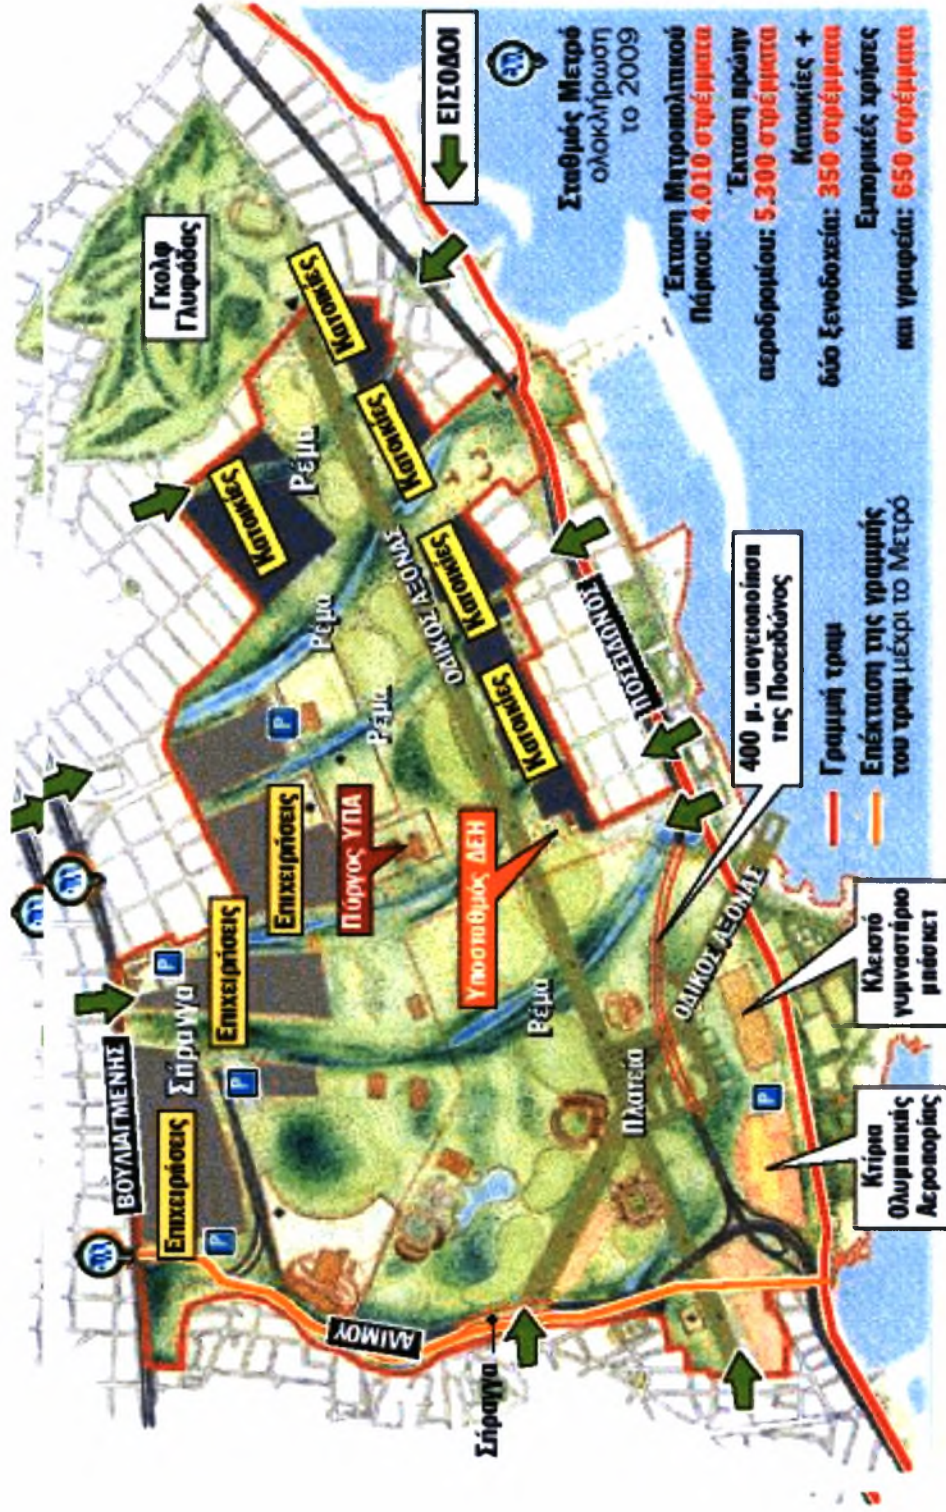 ΕΙΣΟΔΟΙ
Σταθμός Μετρό
ολοκλήρωση
το 2009
Έκταση Μητροπολιτικού
Πάρκου: 4.010 στρέμματα
Έκταση πρώην
αεροδρομίου: 5.300 στρέμματα
Κατοικίες +
δύο ξενοδοχεία: 350 στρέμματα
Εμπορικές χρήσεις
και γραφεία: 650 στρέμματα
Γκολφ
Γλυφάδας
Κατοικίες
Κατοικίες
Κατοικίες
Κατοικίες
Κατοικίες
Ρέμα
Ρέμα
Ρέμα
Ρέμα
ΟΔΙΚΟΣ ΑΞΟΝΑΣ
ΠΟΣΕΙΔΩΝΟΣ
P
Επιχειρήσεις
Πύργος ΥΠΑ
Υποσταθμός ΔΕΗ
400 μ. υπογειοποίηση
της Ποσειδώνος
Γραμμή τραμ
Επέκταση της γραμμής
του τραμ μέχρι το Μετρό
P
Επιχειρήσεις
Σήραγγα
P
ΒΟΥΛΙΑΓΜΕΝΗΣ
Επιχειρήσεις
P
Πλατεία
ΟΔΙΚΟΣ ΑΞΟΝΑΣ
P
Κλειστό
γυμναστήριο
μπάσκετ
Κτίρια
Ολυμπιακής
Αεροπορίας
ΑΛΙΜΟΥ
Σήραγγα